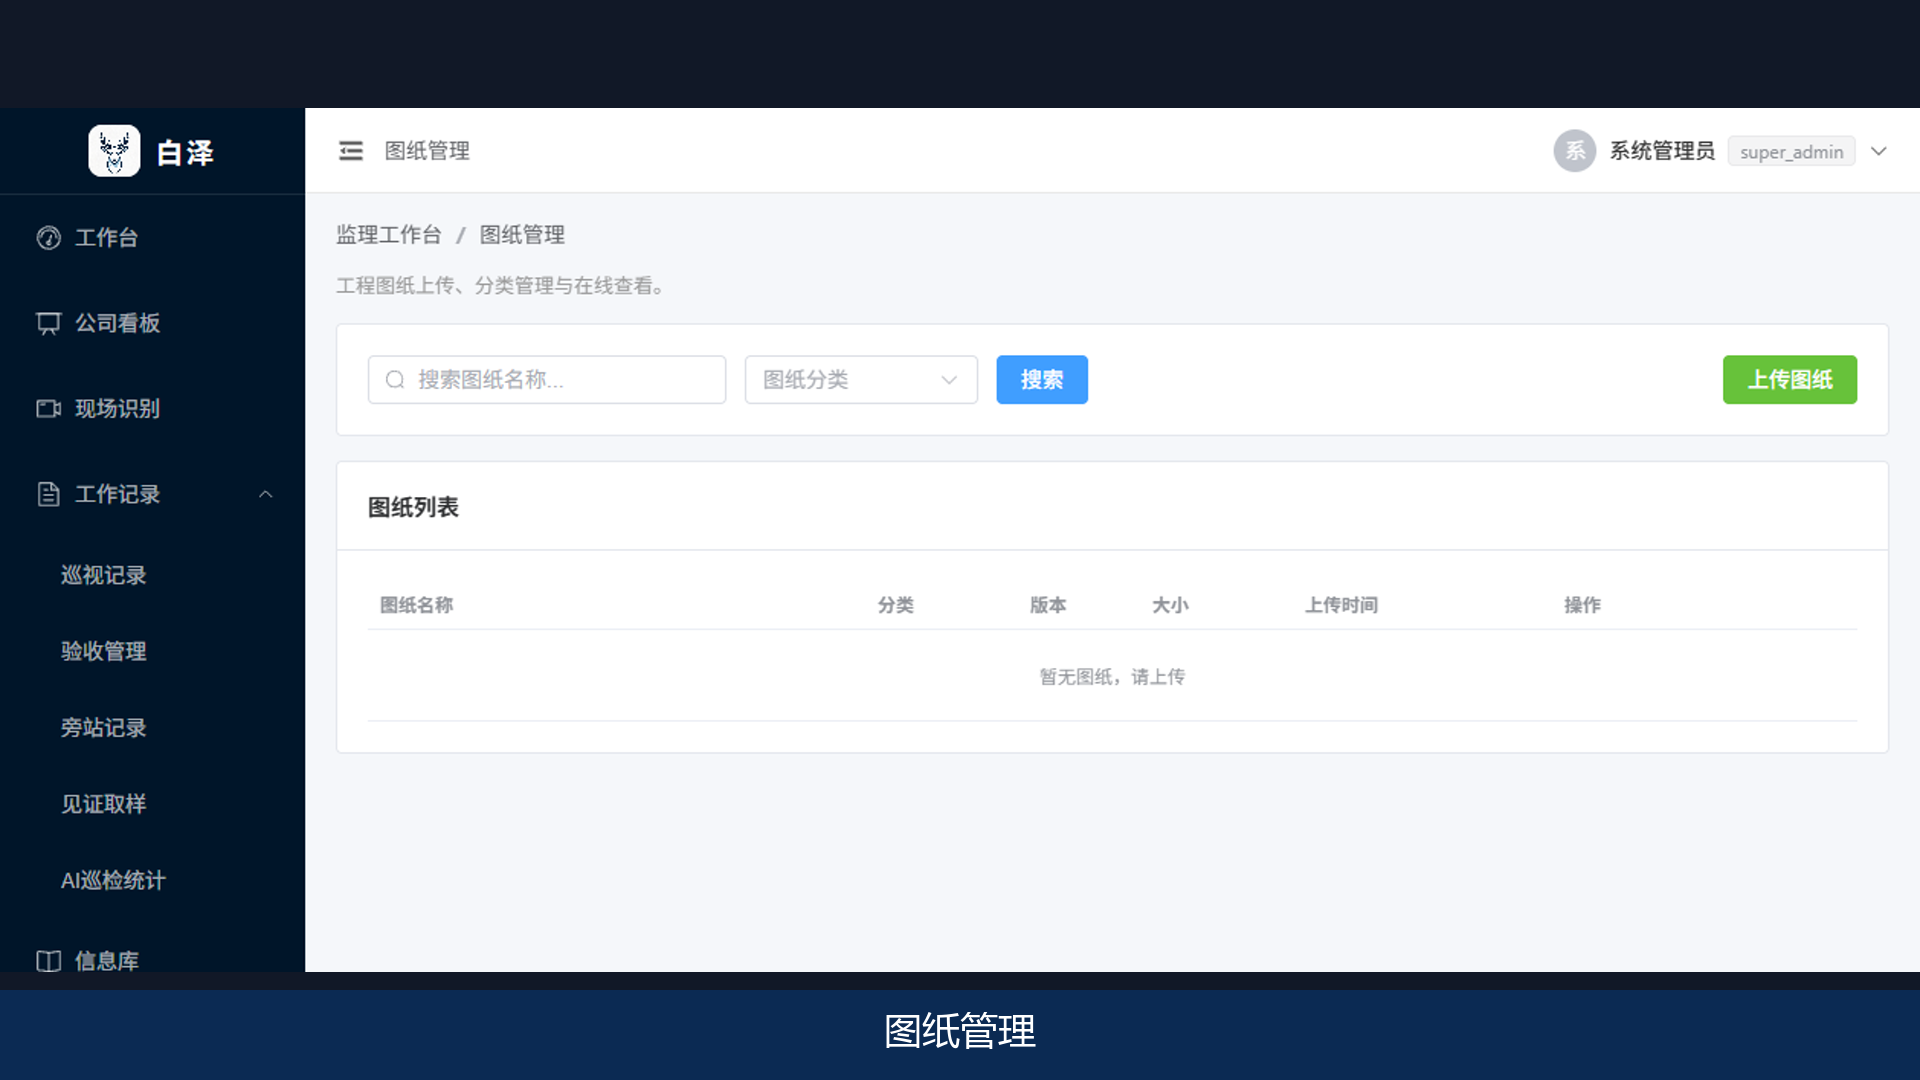 白泽
工作台
公司看板
现场识别
工作记录
巡视记录
验收管理
旁站记录
见证取样
AI巡检统计
信息库
图纸管理
系 系统管理员 super_admin
监理工作台 / 图纸管理
工程图纸上传、分类管理与在线查看。
搜索图纸名称... 图纸分类 搜索 上传图纸
图纸列表
图纸名称 分类 版本 大小 上传时间 操作
暂无图纸，请上传
图纸管理